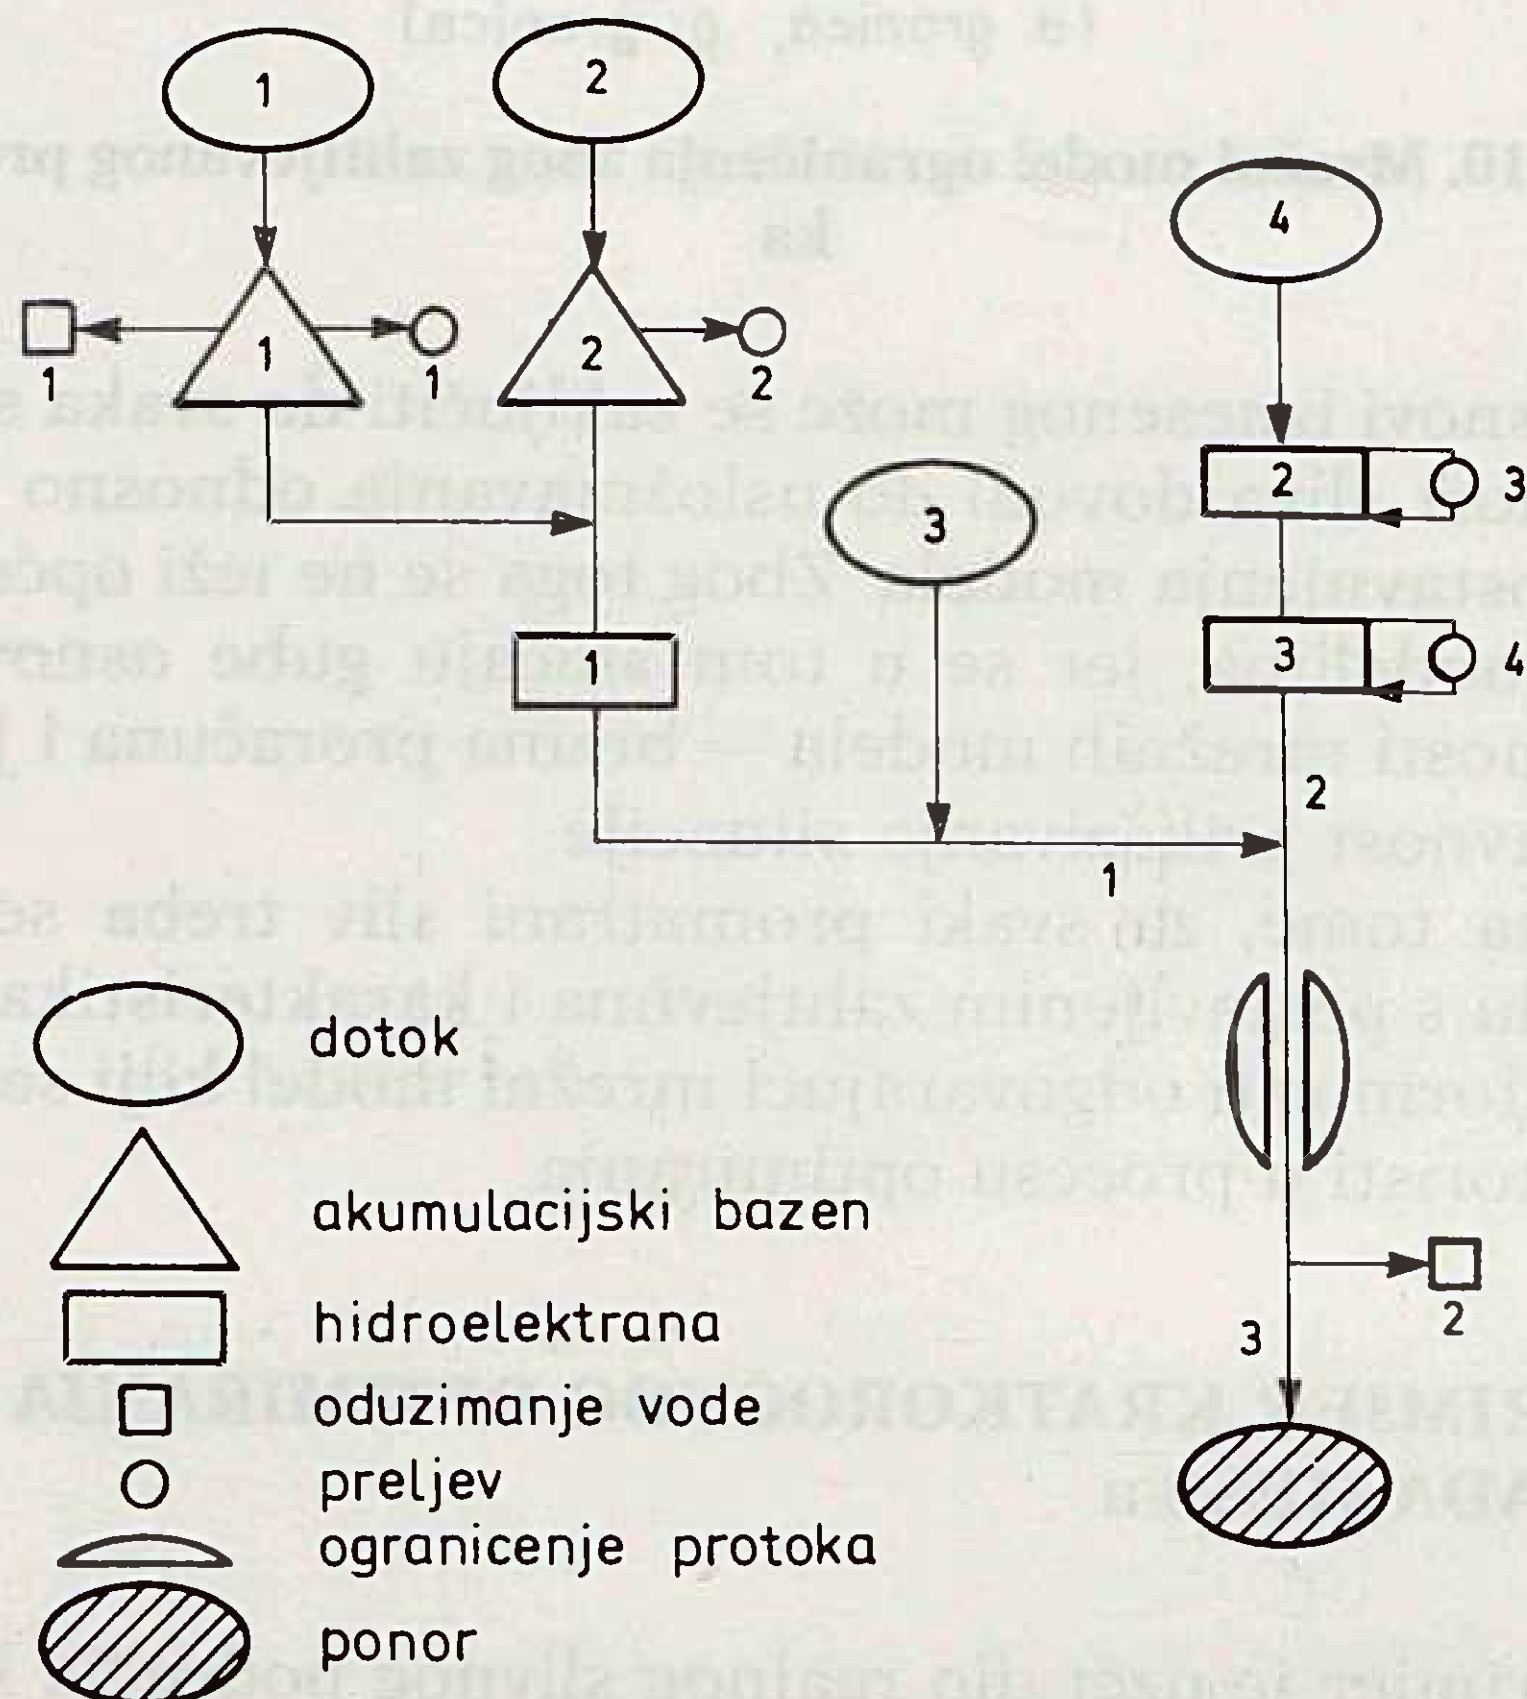 1
2
4
1
1
1
2
2
3
2
3
3
4
1
2
1
dotok
akumulacijski bazen
hidroelektrana
oduzimanje vode
2
3
preljev
ogranicenje protoka
ponor